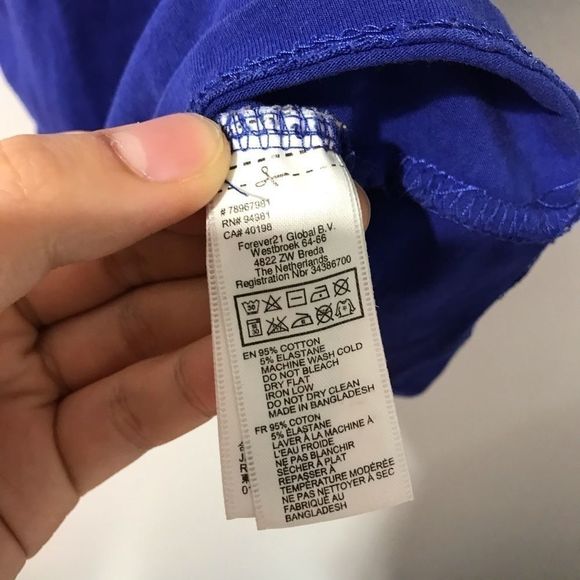 # 78967981
RN# 94381
CA# 40198
Forever21 Global B.V.
Westbroek 64-66
4822 ZW Breda
The Netherlands
Registration Nbr 34386700
EN 95% COTTON
5% ELASTANE
MACHINE WASH COLD
DO NOT BLEACH
DRY FLAT
IRON LOW
DO NOT DRY CLEAN
MADE IN BANGLADESH
FR 95% COTON
5% ÉLASTANE
LAVER À LA MACHINE À
L'EAU FROIDE
NE PAS BLANCHIR
SÉCHER À PLAT
REPASSER À
TEMPÉRATURE MODÉRÉE
NE PAS NETTOYER À SEC
FABRIQUÉ AU
BANGLADESH